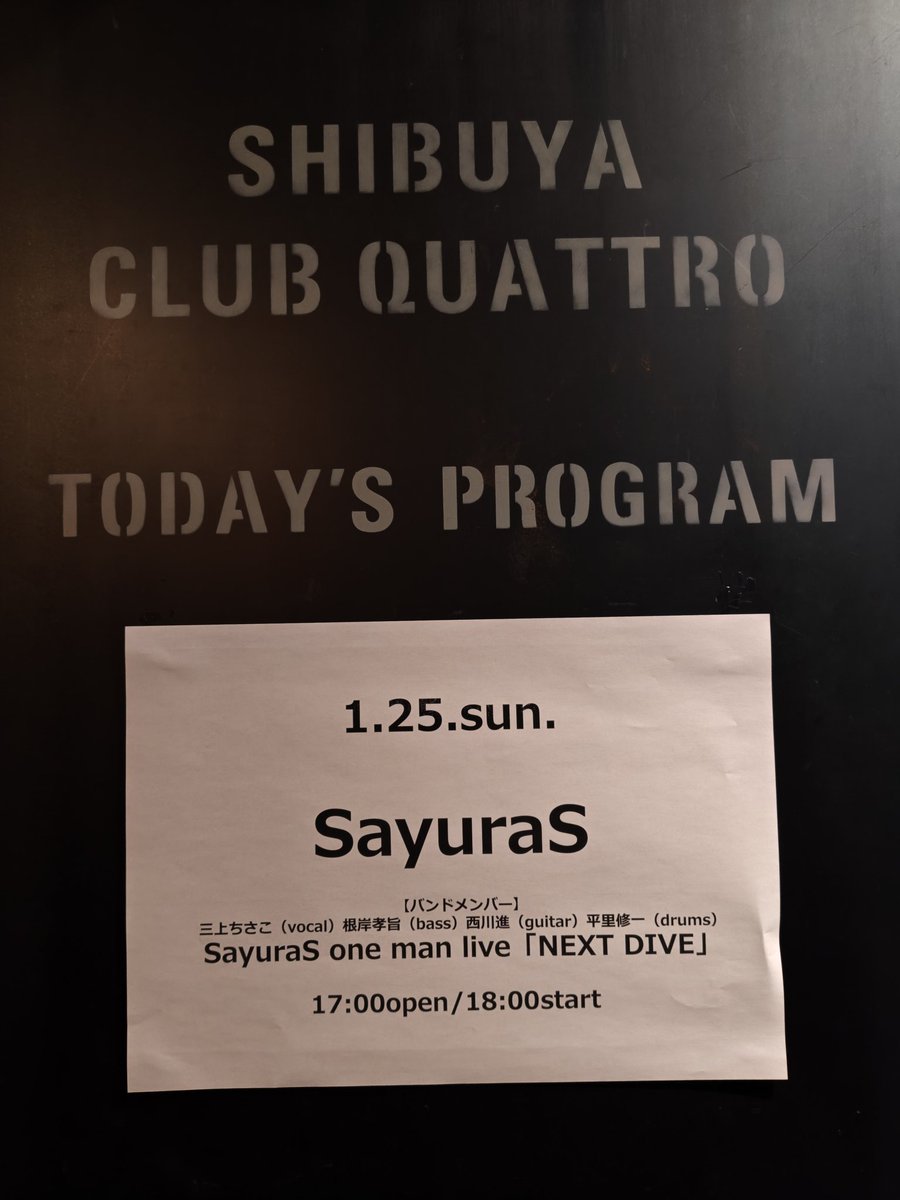 SHIBUYA
CLUB QUATTRO
TODAY'S PROGRAM
1.25.sun.
SayuraS
【バンドメンバー】
三上ちさこ（vocal）根岸孝旨（bass）西川進（guitar）平里修一（drums）
SayuraS one man live「NEXT DIVE」
17:00open/18:00start